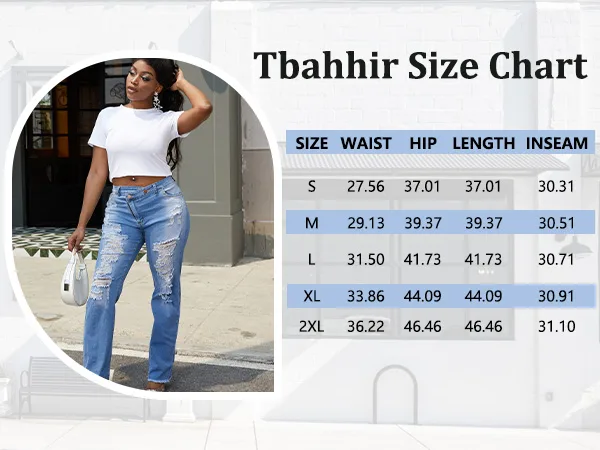 Tbahhir Size Chart
SIZE WAIST HIP LENGTH INSEAM
S 27.56 37.01 37.01 30.31
M 29.13 39.37 39.37 30.51
L 31.50 41.73 41.73 30.71
XL 33.86 44.09 44.09 30.91
2XL 36.22 46.46 46.46 31.10